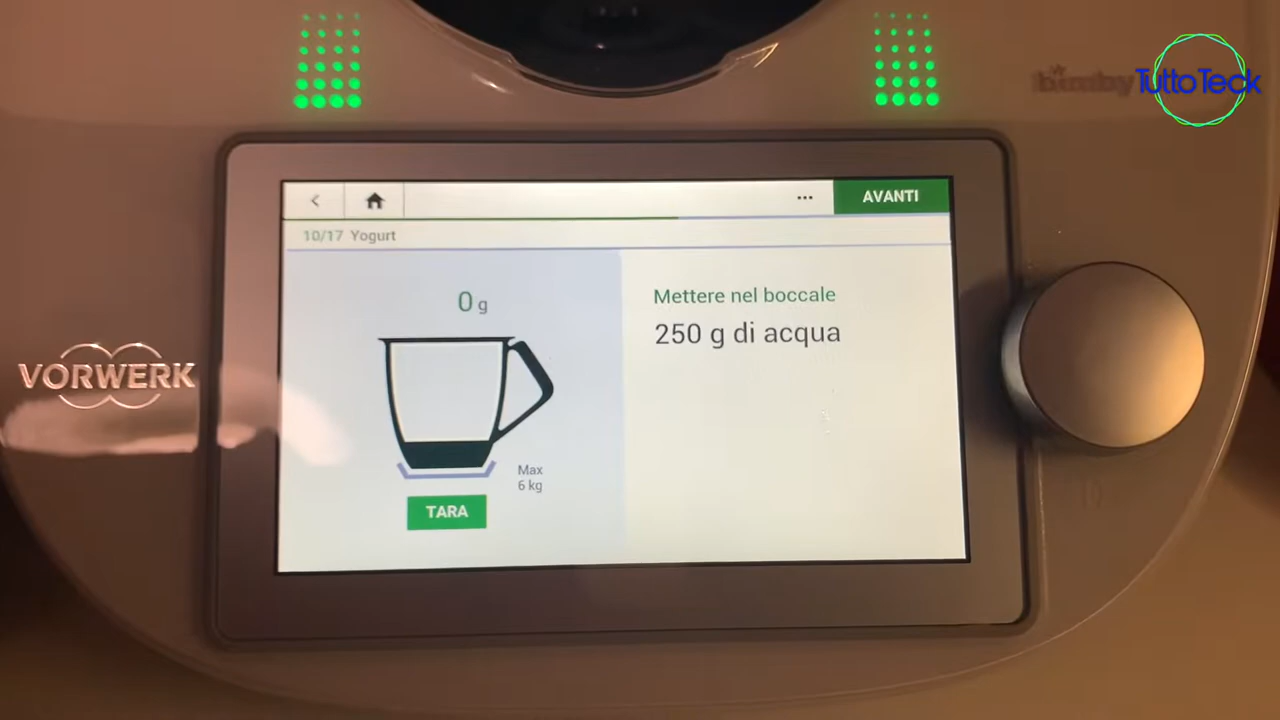 bimby
TuttoTeck
AVANTI
10/17 Yogurt
0 g
Mettere nel boccale
250 g di acqua
VORWERK
Max
6 kg
TARA